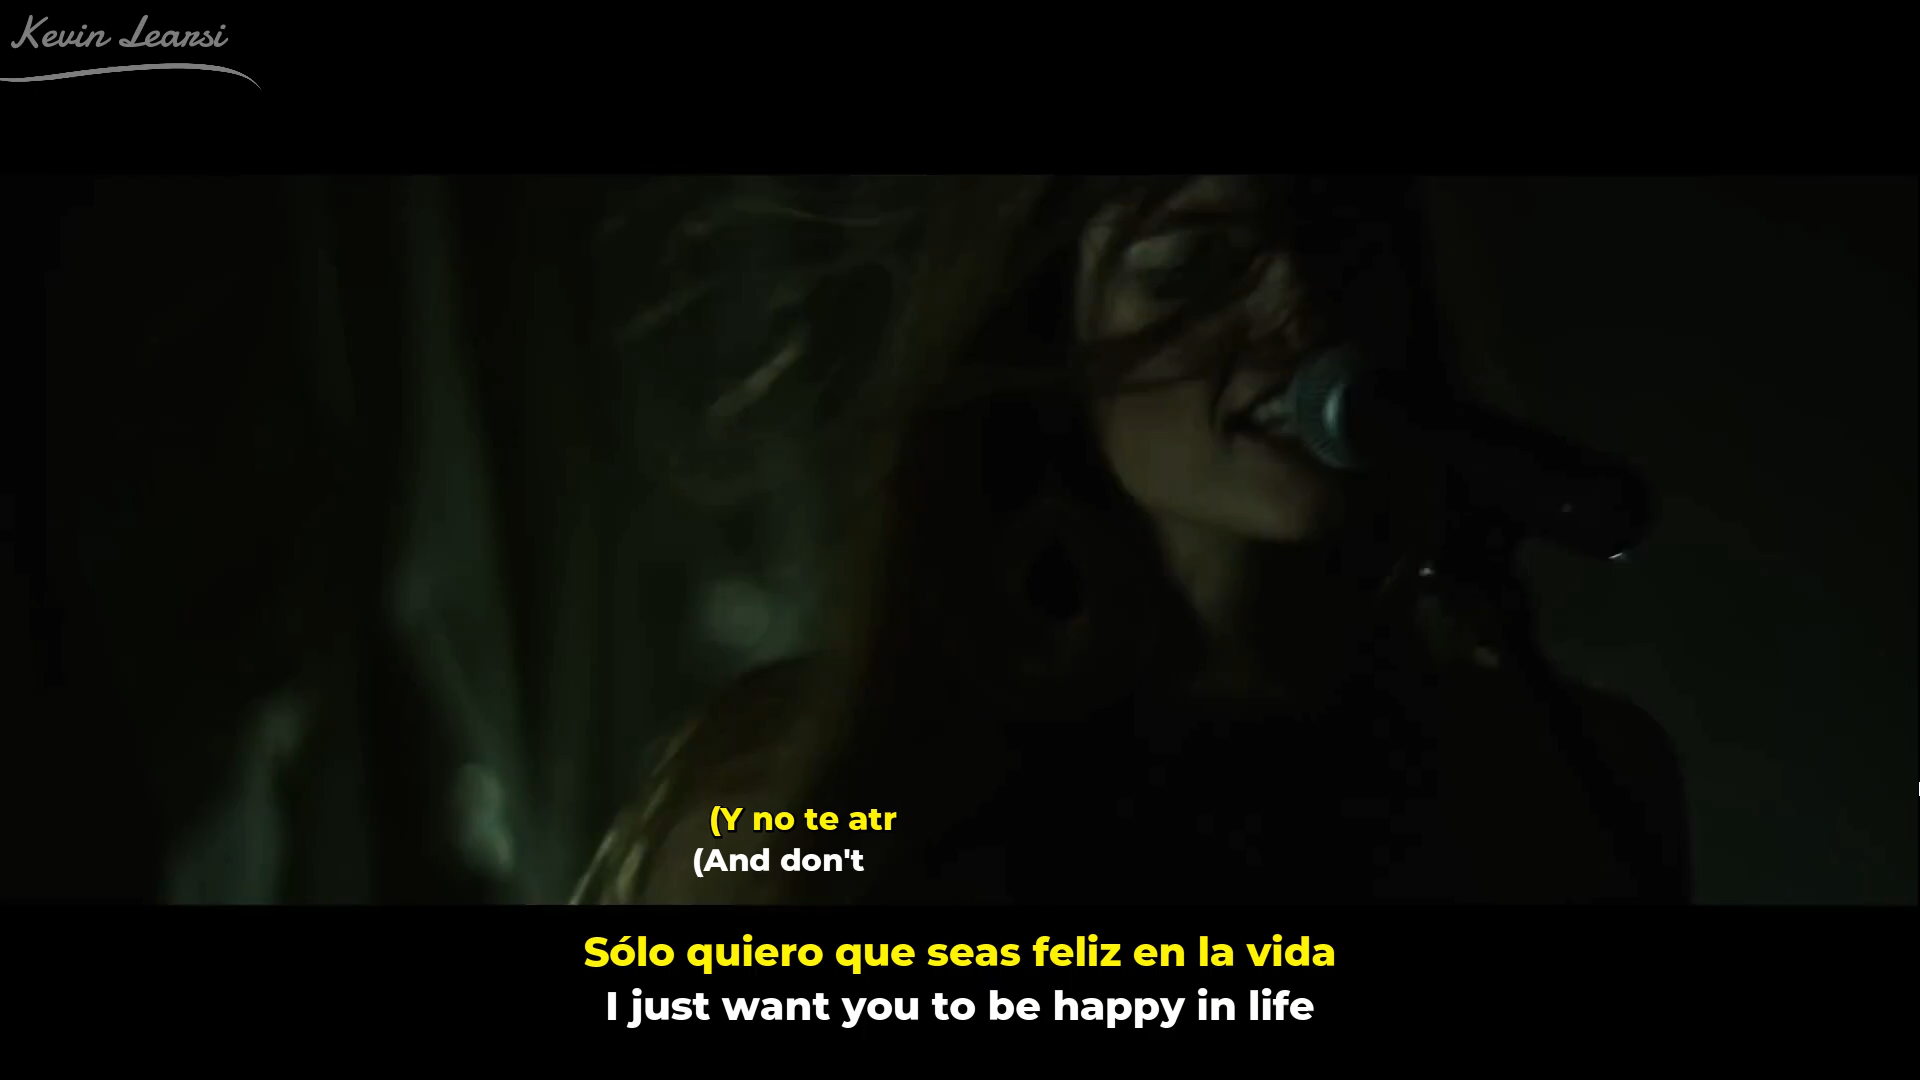 Kevin Learsi
(Y no te atr
(And don't
Sólo quiero que seas feliz en la vida
I just want you to be happy in life